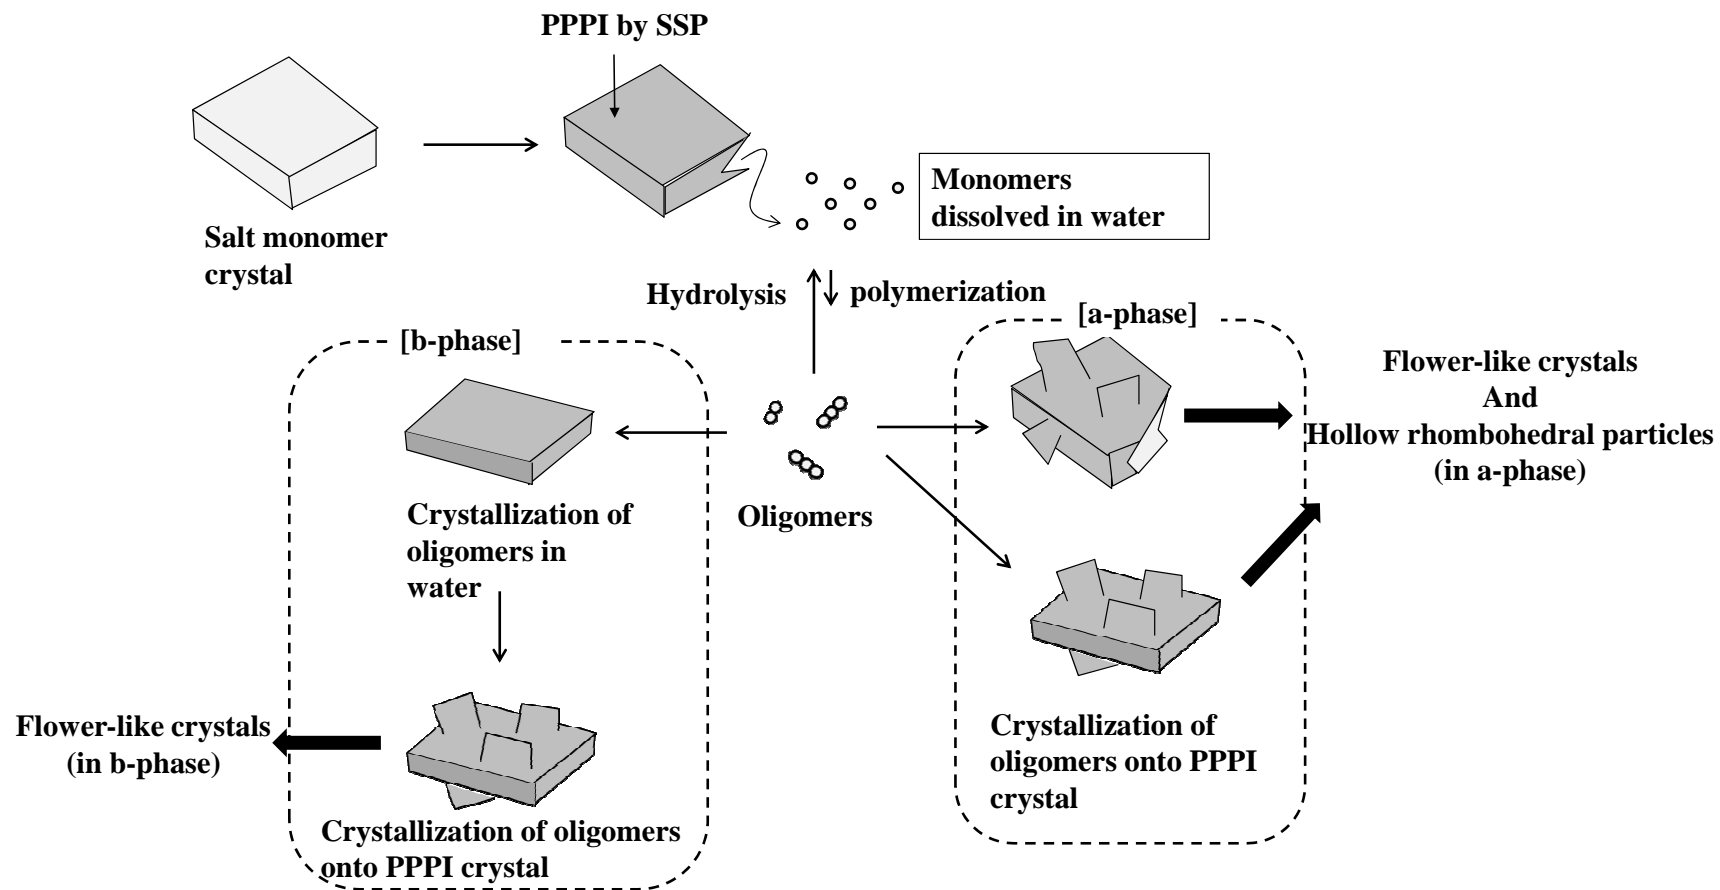 PPPI by SSP
Salt monomer
crystal
Monomers
dissolved in water
Hydrolysis
polymerization
[b-phase]
[a-phase]
Flower-like crystals
And
Hollow rhombohedral particles
(in a-phase)
Crystallization of
oligomers in
water
Oligomers
Flower-like crystals
(in b-phase)
Crystallization of
oligomers onto PPPI
crystal
Crystallization of oligomers
onto PPPI crystal